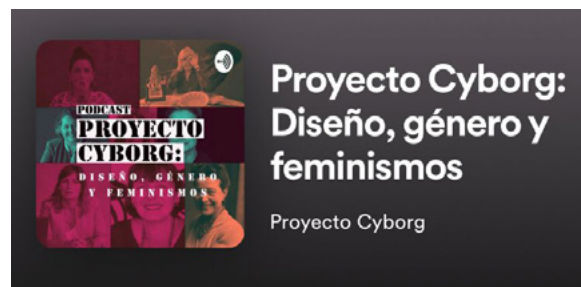 PODCAST
PROYECTO
CYBORG:
DISEÑO, GÉNERO
Y FEMINISMOS
Proyecto Cyborg:
Diseño, género y
feminismos
Proyecto Cyborg